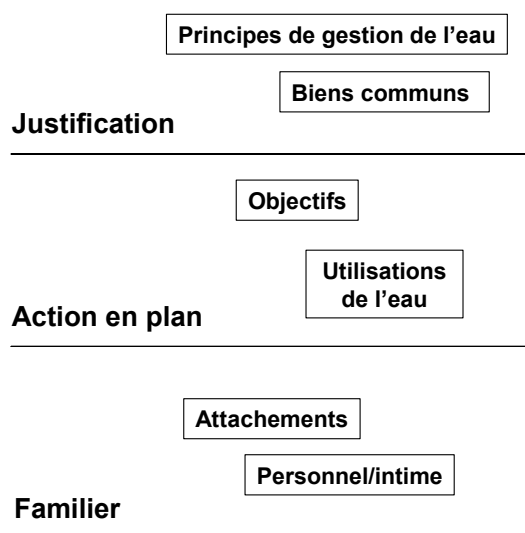 Principes de gestion de l’eau
Biens communs
Justification
Objectifs
Utilisations
de l’eau
Action en plan
Attachements
Personnel/intime
Familier